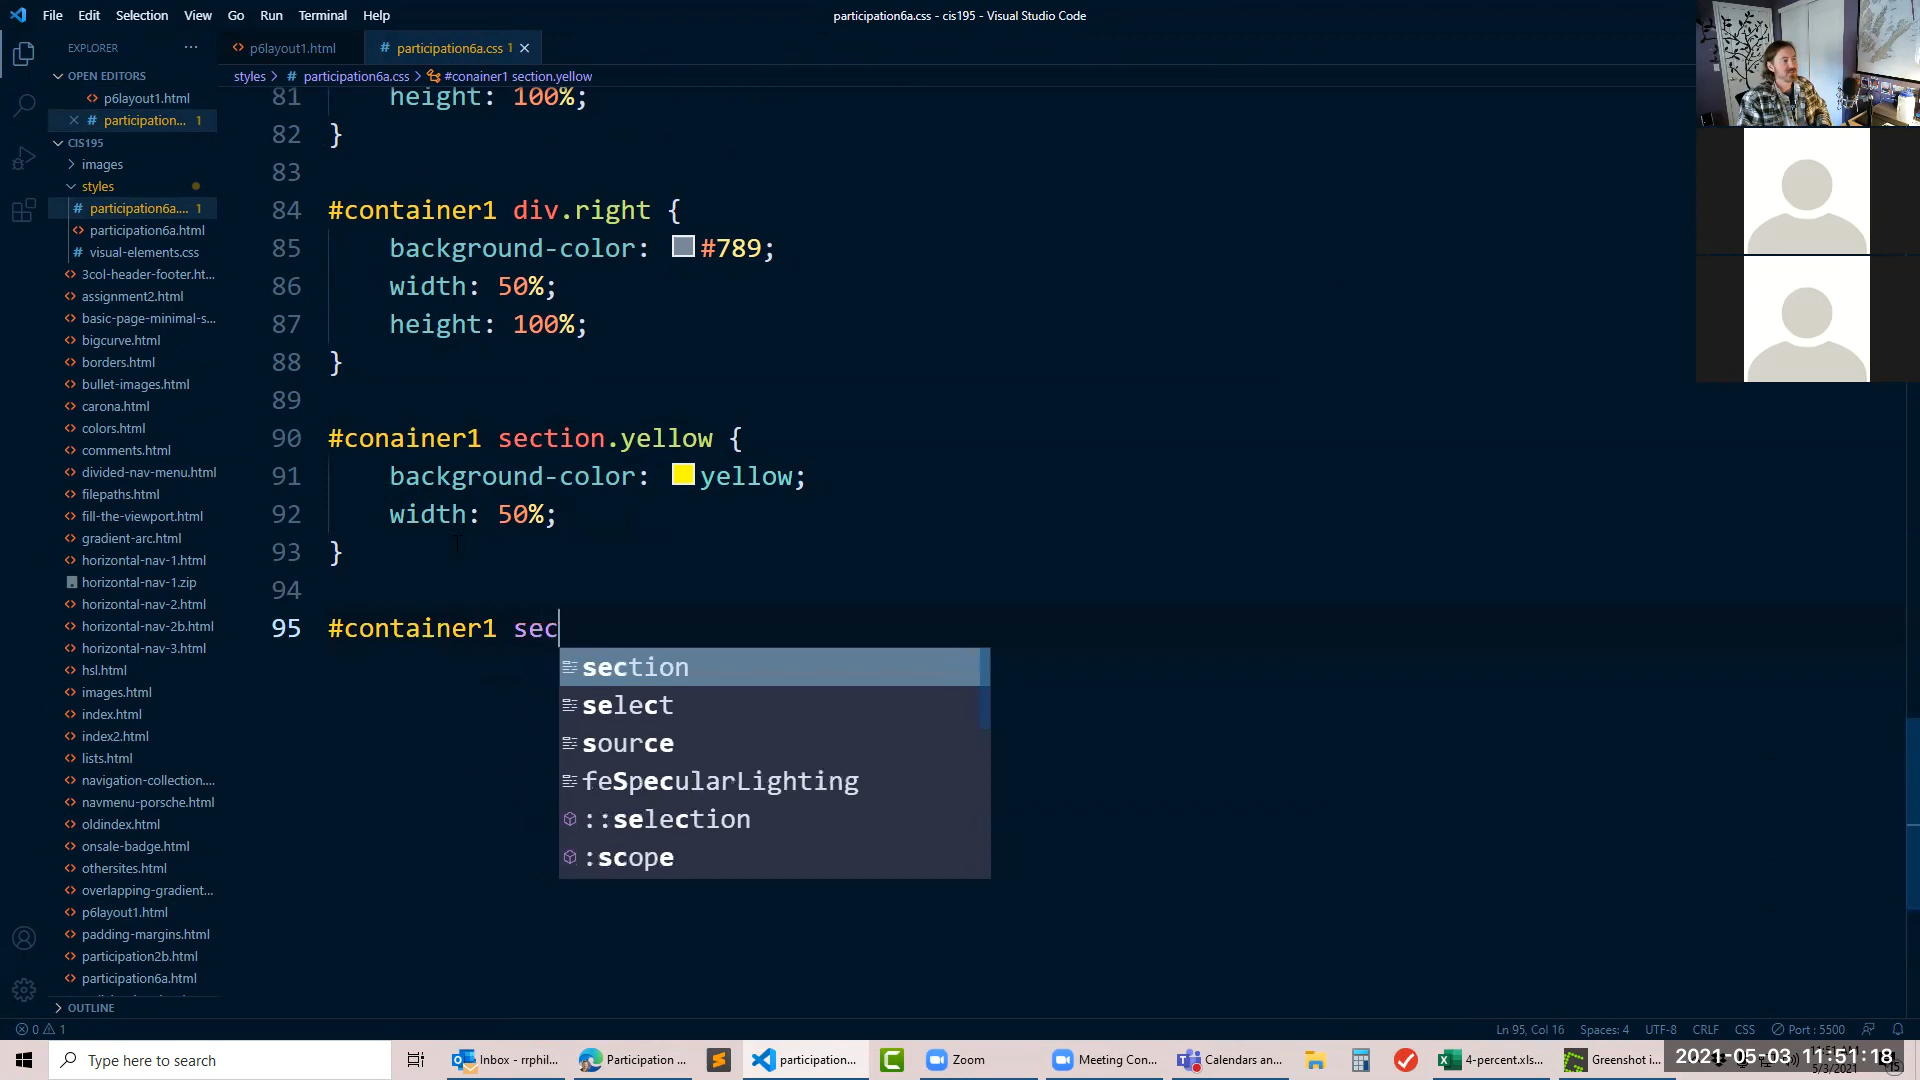 File Edit Selection View Go Run Terminal Help
participation6a.css - cis195 - Visual Studio Code
EXPLORER ...
p6layout1.html
# participation6a.css 1
OPEN EDITORS
styles > # participation6a.css > #conainer1 section.yellow
p6layout1.html
# participation... 1
CIS195
images
styles
# participation6a.... 1
participation6a.html
# visual-elements.css
3col-header-footer.ht...
assignment2.html
basic-page-minimal-s...
bigcurve.html
borders.html
bullet-images.html
carona.html
colors.html
comments.html
divided-nav-menu.html
filepaths.html
fill-the-viewport.html
gradient-arc.html
horizontal-nav-1.html
horizontal-nav-1.zip
horizontal-nav-2.html
horizontal-nav-2b.html
horizontal-nav-3.html
hsl.html
images.html
index.html
index2.html
lists.html
navigation-collection....
navmenu-porsche.html
oldindex.html
onsale-badge.html
othersites.html
overlapping-gradient...
p6layout1.html
padding-margins.html
participation2b.html
participation6a.html
OUTLINE
81 height: 100%;
82 }
83
84 #container1 div.right {
85 background-color: #789;
86 width: 50%;
87 height: 100%;
88 }
89
90 #conainer1 section.yellow {
91 background-color: yellow;
92 width: 50%;
93 }
94
95 #container1 sec
section
select
source
feSpecularLighting
::selection
:scope
0 1
Ln 95, Col 16 Spaces: 4 UTF-8 CRLF CSS Port : 5500
Type here to search
Inbox - rrphil...
Participation ...
participation...
Zoom
Meeting Con...
Calendars an...
4-percent.xls...
Greenshot i...
2021-05-03 11:51:18
5/3/2021
15